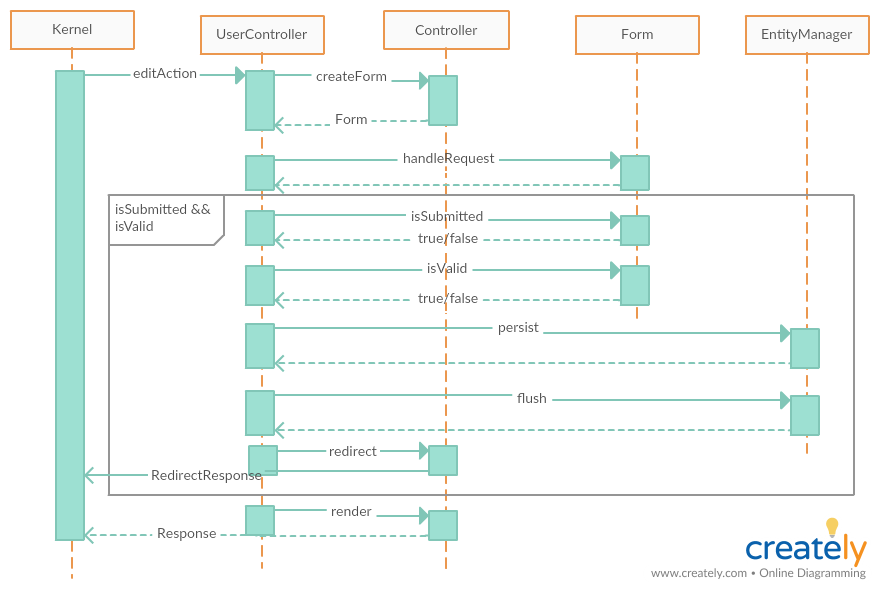 Kernel
UserController
Controller
Form
EntityManager
editAction
createForm
Form
handleRequest
isSubmitted &&
isValid
isSubmitted
true/false
isValid
true/false
persist
flush
redirect
RedirectResponse
render
Response
creately
www.creately.com • Online Diagramming